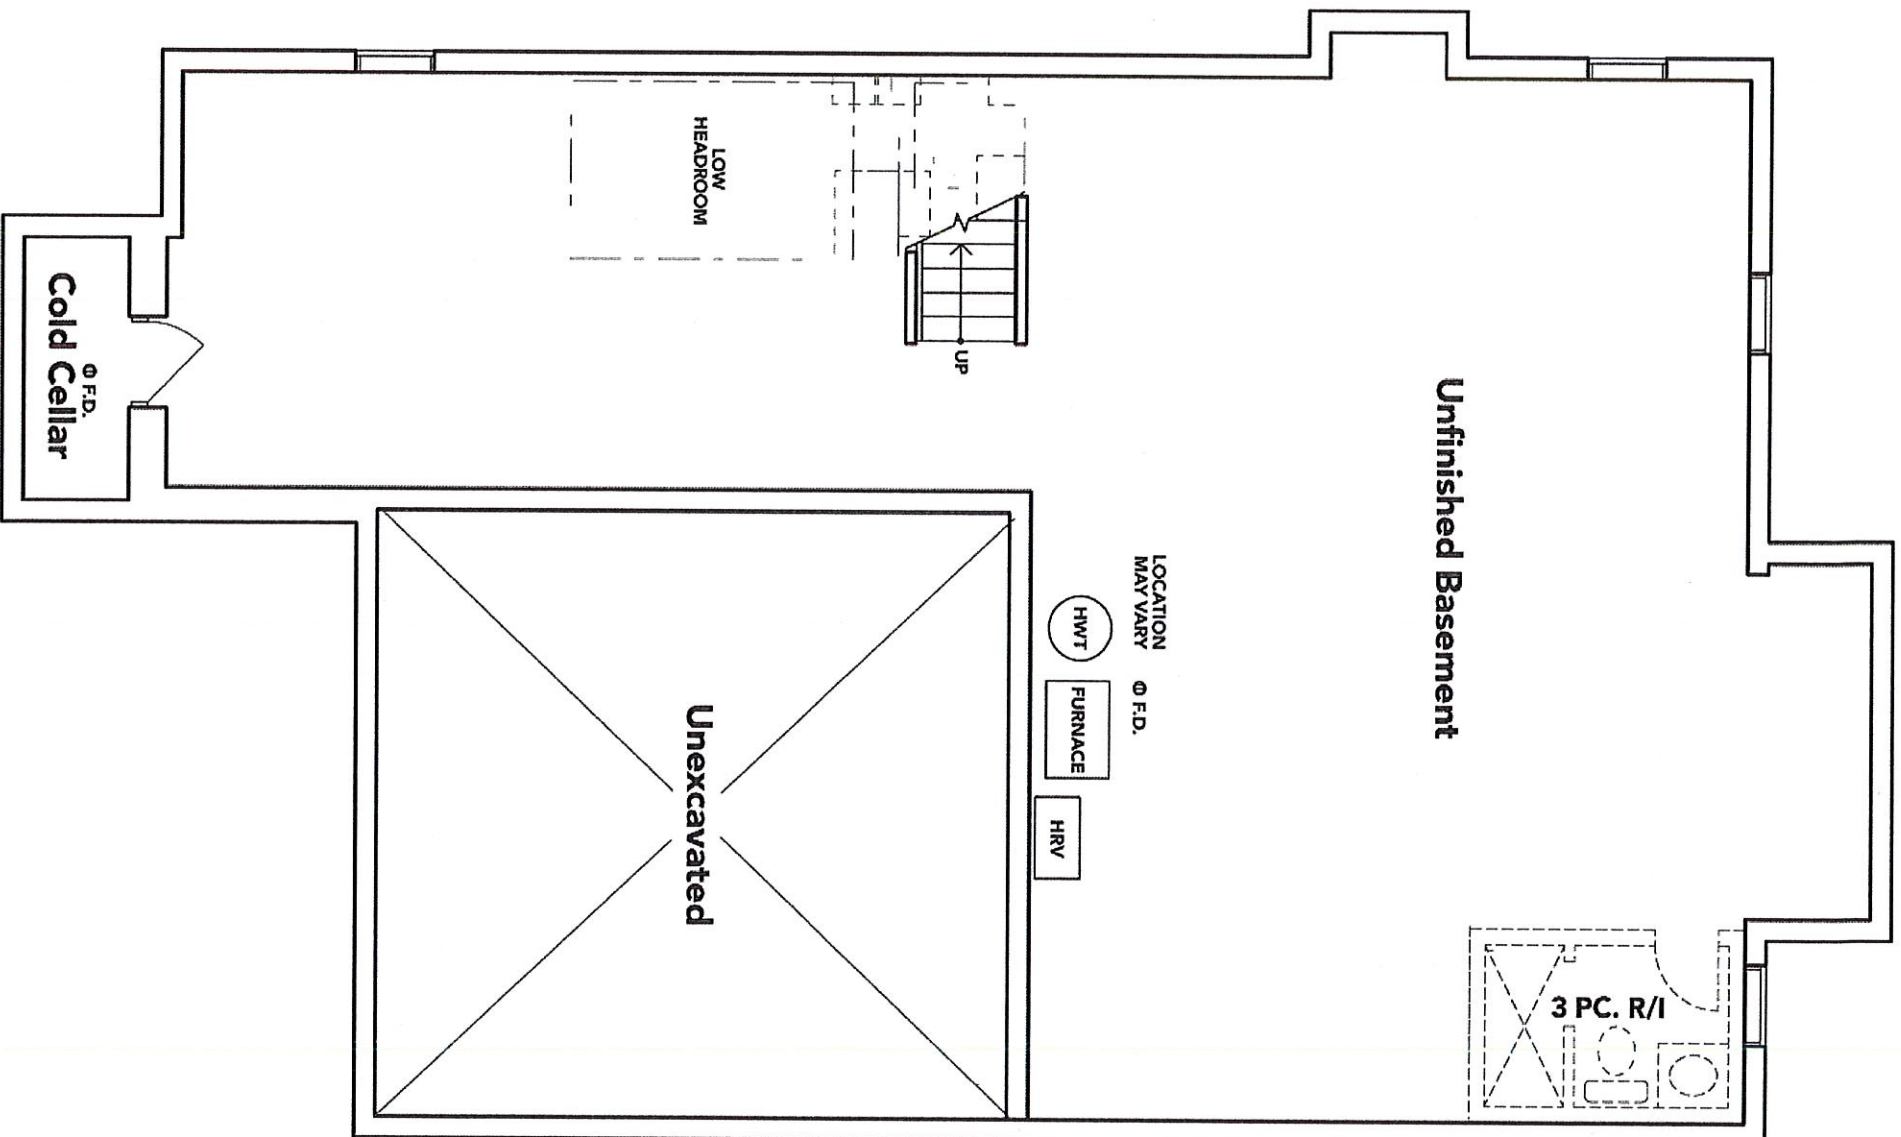 LOW
HEADROOM
UP
Cold Cellar
Φ F.D.
Unfinished Basement
LOCATION
MAY VARY
Φ F.D.
HWT
FURNACE
HRV
Unexcavated
3 PC. R/I